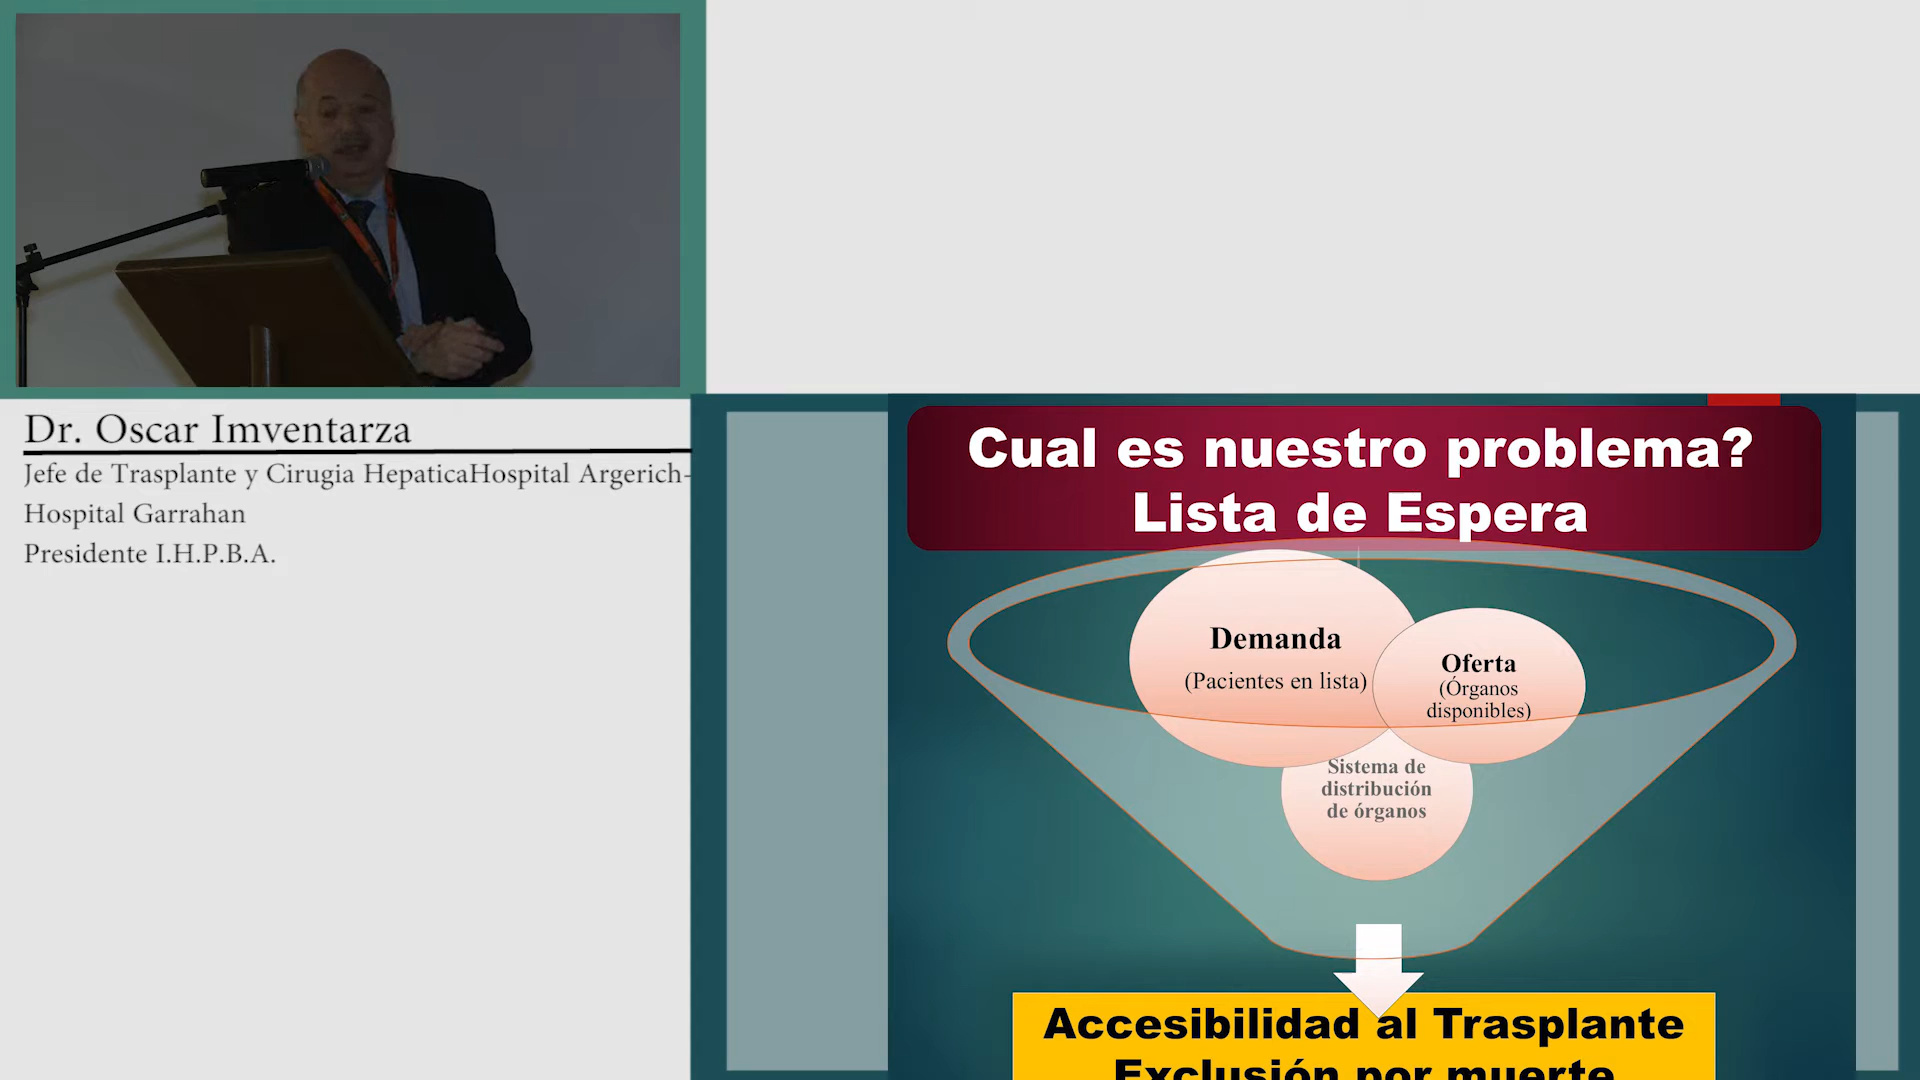 Dr. Oscar Imventarza
Jefe de Trasplante y Cirugia HepaticaHospital Argerich-
Hospital Garrahan
Presidente I.H.P.B.A.
Cual es nuestro problema?
Lista de Espera
Demanda
(Pacientes en lista)
Oferta
(Órganos
disponibles)
Sistema de
distribución
de órganos
Accesibilidad al Trasplante
Exclusión por muerte